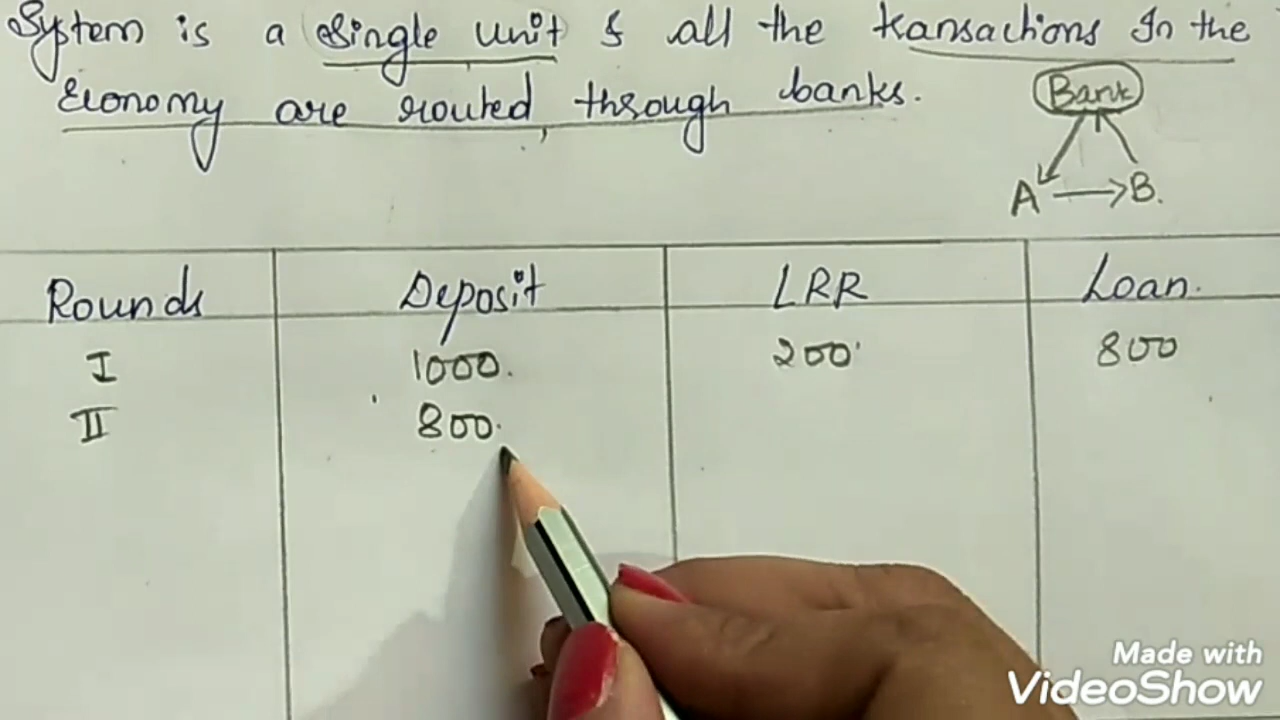 System is a single unit & all the transactions In the
Economy are routed through banks.
Bank
A → B.
Rounds Deposit LRR Loan.
I 1000. 200 800
II 800.
Made with
VideoShow